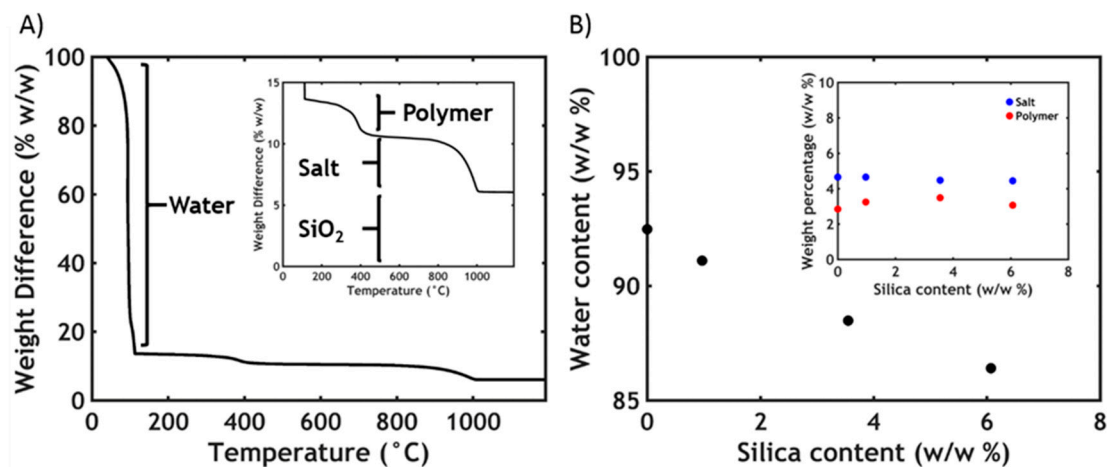 A)
Weight Difference (% w/w)
100
80
60
40
20
0
0
200
400
600
800
1000
Temperature (°C)
Water
Weight Difference (% w/w)
15
10
5
0
0
200
400
600
800
1000
Temperature (°C)
Polymer
Salt
SiO₂
B)
Water content (w/w %)
100
95
90
85
0
2
4
6
8
Silica content (w/w %)
Weight percentage (w/w %)
10
8
6
4
2
0
0
2
4
6
8
Silica content (w/w %)
Salt
Polymer